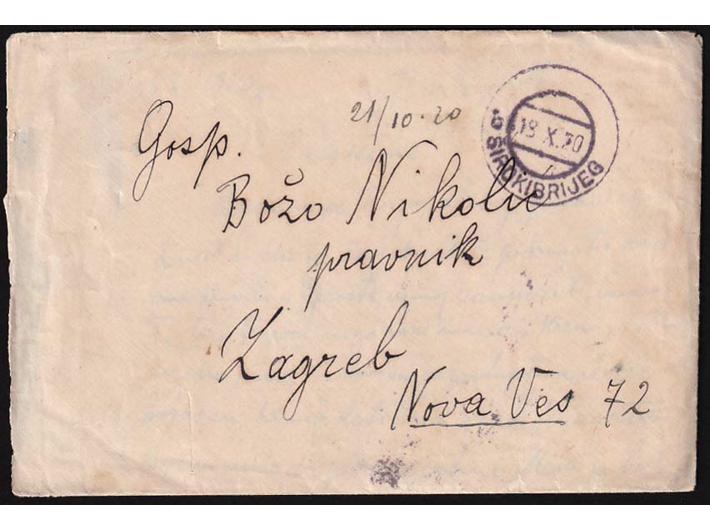 21/10.20
ŠIROKIBRIJEG
18 X.20
Gosp.
Božo Nikolić
pravnik
Zagreb
Nova Ves 72